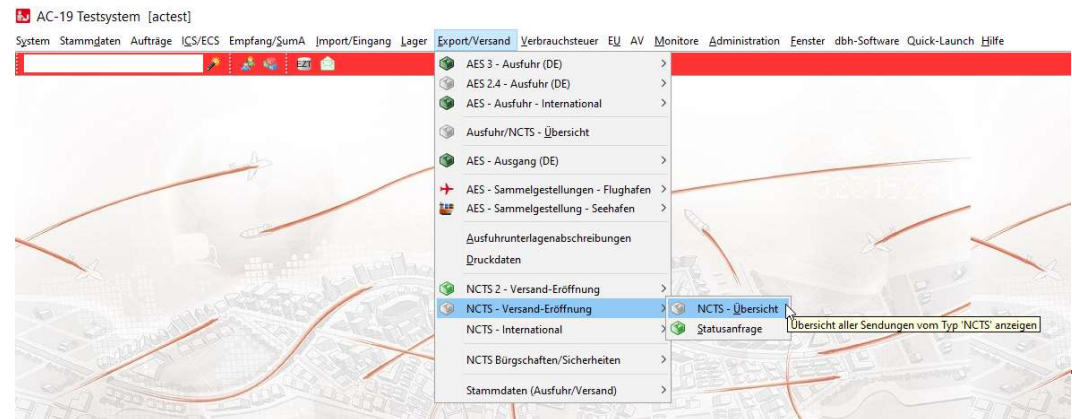 AC-19 Testsystem [actest]
System Stammdaten Aufträge ICS/ECS Empfang/SumA Import/Eingang Lager Export/Versand Verbrauchsteuer EU AV Monitore Administration Fenster dbh-Software Quick-Launch Hilfe
EZT
AES 3 - Ausfuhr (DE)
AES 2.4 - Ausfuhr (DE)
AES - Ausfuhr - International
Ausfuhr/NCTS - Übersicht
AES - Ausgang (DE)
AES - Sammelgestellungen - Flughafen
AES - Sammelgestellung - Seehafen
Ausfuhrunterlagenabschreibungen
Druckdaten
NCTS 2 - Versand-Eröffnung
NCTS - Versand-Eröffnung
NCTS - Übersicht
Übersicht aller Sendungen vom Typ 'NCTS' anzeigen
NCTS - International
Statusanfrage
NCTS Bürgschaften/Sicherheiten
Stammdaten (Ausfuhr/Versand)